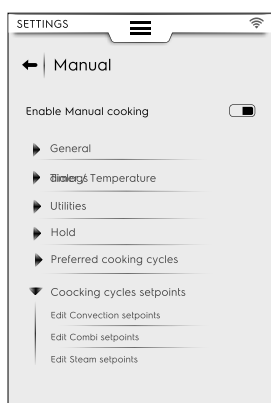 SETTINGS
Manual
Enable Manual cooking
General
Temperature
Utilities
Hold
Preferred cooking cycles
Coocking cycles setpoints
Edit Convection setpoints
Edit Combi setpoints
Edit Steam setpoints